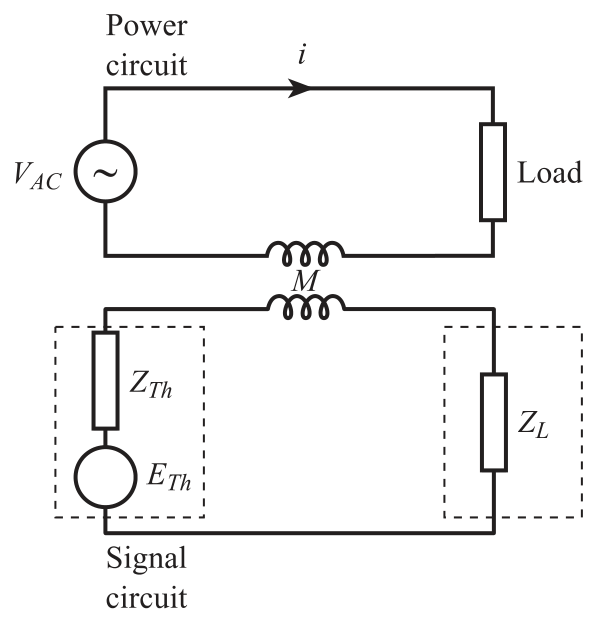 Power
circuit
i
V_AC
~
Load
M
Z_Th
Z_L
E_Th
Signal
circuit